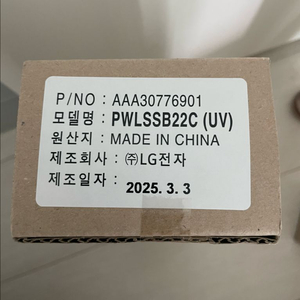 P/NO : AAA30776901
모델명 : PWLSSB22C (UV)
원산지 : MADE IN CHINA
제조회사 : ㈜LG전자
제조일자 : 2025. 3. 3